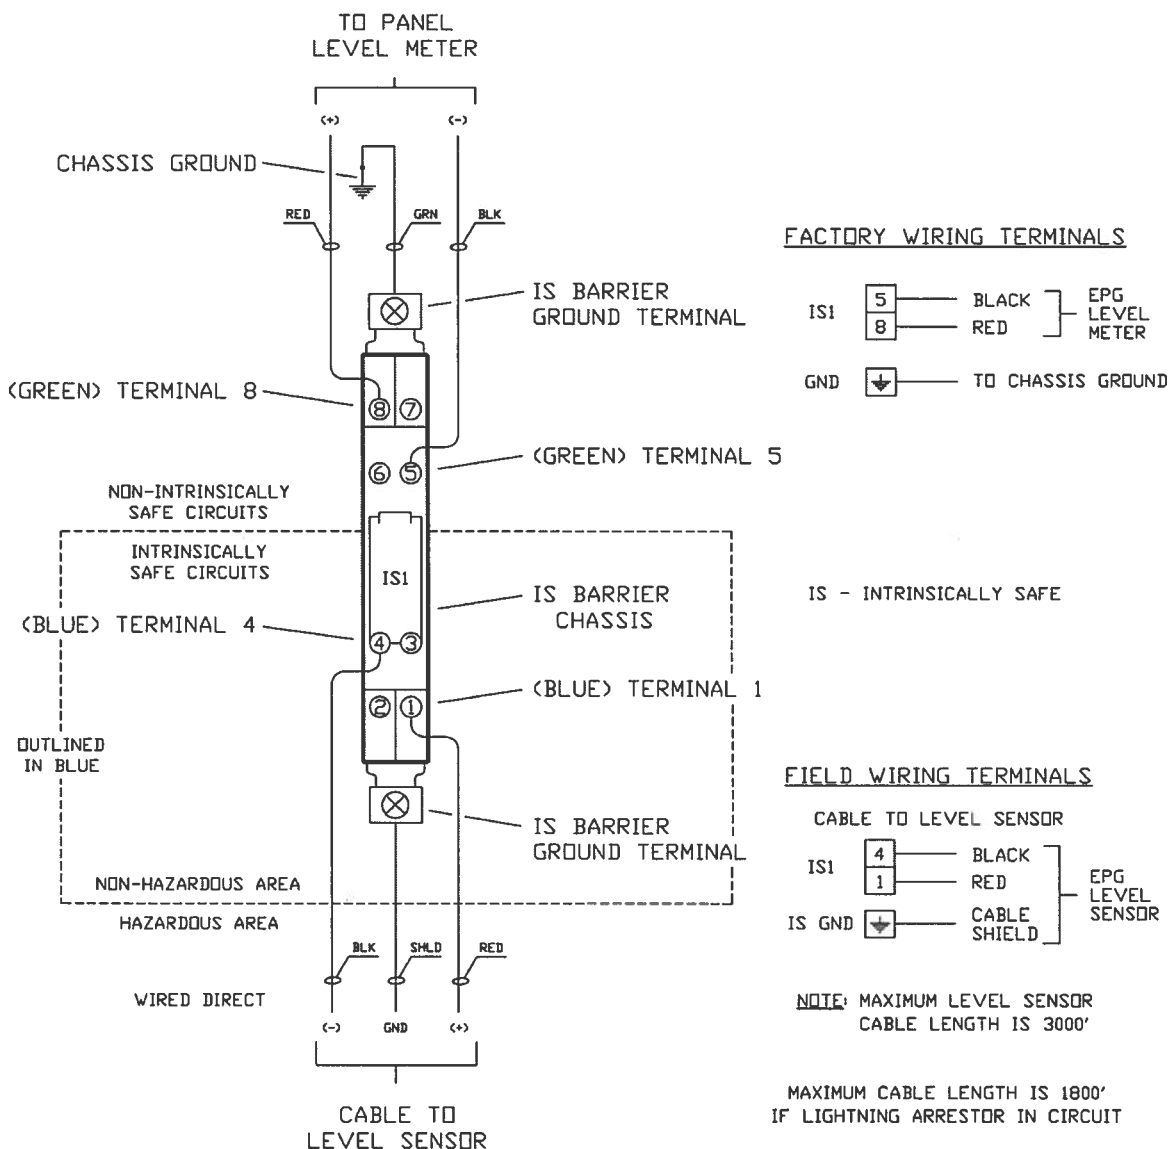 TO PANEL
LEVEL METER
(+)
(-)
CHASSIS GROUND
RED
GRN
BLK
IS BARRIER
GROUND TERMINAL
(GREEN) TERMINAL 8
8
7
6
5
(GREEN) TERMINAL 5
NON-INTRINSICALLY
SAFE CIRCUITS
INTRINSICALLY
SAFE CIRCUITS
IS1
IS BARRIER
CHASSIS
(BLUE) TERMINAL 4
4
3
(BLUE) TERMINAL 1
2
1
OUTLINED
IN BLUE
IS BARRIER
GROUND TERMINAL
NON-HAZARDOUS AREA
HAZARDOUS AREA
BLK
SHLD
RED
WIRED DIRECT
(-)
GND
(+)
CABLE TO
LEVEL SENSOR
FACTORY WIRING TERMINALS
IS1
5
BLACK
8
RED
EPG
LEVEL
METER
GND
TO CHASSIS GROUND
IS - INTRINSICALLY SAFE
FIELD WIRING TERMINALS
CABLE TO LEVEL SENSOR
IS1
4
BLACK
1
RED
IS GND
CABLE
SHIELD
EPG
LEVEL
SENSOR
NOTE: MAXIMUM LEVEL SENSOR
CABLE LENGTH IS 3000'
MAXIMUM CABLE LENGTH IS 1800'
IF LIGHTNING ARRESTOR IN CIRCUIT